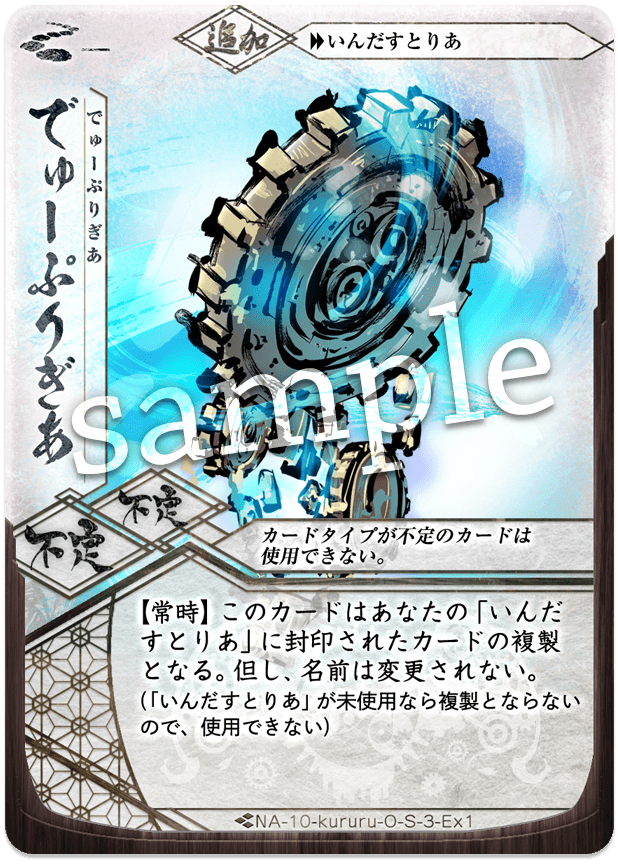 追加
いんだすとりあ
でゅーぷりぎあ
でゅーぷりぎあ
sample
不定
不定
カードタイプが不定のカードは
使用できない。
【常時】このカードはあなたの「いんだ
すとりあ」に封印されたカードの複製
となる。但し、名前は変更されない。
(「いんだすとりあ」が未使用なら複製とならない
ので、使用できない)
NA-10-kururu-O-S-3-Ex1